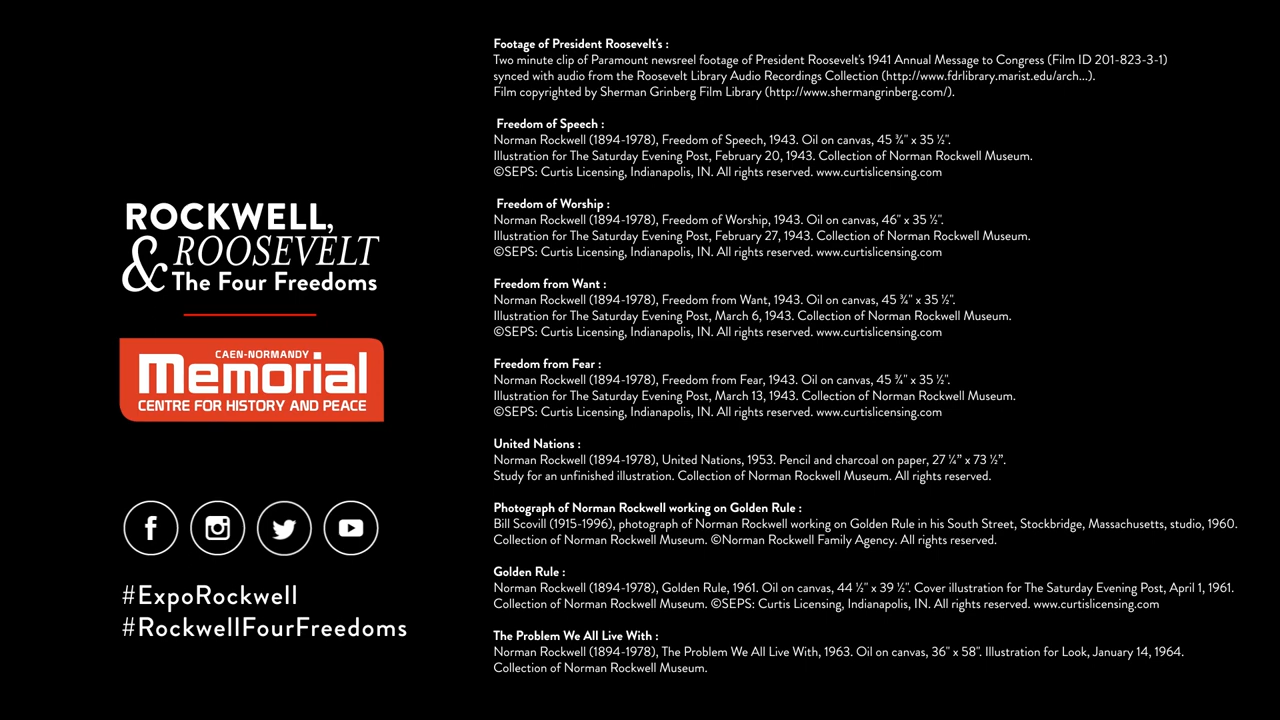 ROCKWELL,
& ROOSEVELT
The Four Freedoms
CAEN-NORMANDY
Memorial
CENTRE FOR HISTORY AND PEACE
#ExpoRockwell
#RockwellFourFreedoms
Footage of President Roosevelt's :
Two minute clip of Paramount newsreel footage of President Roosevelt's 1941 Annual Message to Congress (Film ID 201-823-3-1)
synced with audio from the Roosevelt Library Audio Recordings Collection (http://www.fdrlibrary.marist.edu/arch...).
Film copyrighted by Sherman Grinberg Film Library (http://www.shermangrinberg.com/).
Freedom of Speech :
Norman Rockwell (1894-1978), Freedom of Speech, 1943. Oil on canvas, 45 ¾" x 35 ½".
Illustration for The Saturday Evening Post, February 20, 1943. Collection of Norman Rockwell Museum.
©SEPS: Curtis Licensing, Indianapolis, IN. All rights reserved. www.curtislicensing.com
Freedom of Worship :
Norman Rockwell (1894-1978), Freedom of Worship, 1943. Oil on canvas, 46" x 35 ½".
Illustration for The Saturday Evening Post, February 27, 1943. Collection of Norman Rockwell Museum.
©SEPS: Curtis Licensing, Indianapolis, IN. All rights reserved. www.curtislicensing.com
Freedom from Want :
Norman Rockwell (1894-1978), Freedom from Want, 1943. Oil on canvas, 45 ¾" x 35 ½".
Illustration for The Saturday Evening Post, March 6, 1943. Collection of Norman Rockwell Museum.
©SEPS: Curtis Licensing, Indianapolis, IN. All rights reserved. www.curtislicensing.com
Freedom from Fear :
Norman Rockwell (1894-1978), Freedom from Fear, 1943. Oil on canvas, 45 ¾" x 35 ½".
Illustration for The Saturday Evening Post, March 13, 1943. Collection of Norman Rockwell Museum.
©SEPS: Curtis Licensing, Indianapolis, IN. All rights reserved. www.curtislicensing.com
United Nations :
Norman Rockwell (1894-1978), United Nations, 1953. Pencil and charcoal on paper, 27 ¼” x 73 ½”.
Study for an unfinished illustration. Collection of Norman Rockwell Museum. All rights reserved.
Photograph of Norman Rockwell working on Golden Rule :
Bill Scovill (1915-1996), photograph of Norman Rockwell working on Golden Rule in his South Street, Stockbridge, Massachusetts, studio, 1960.
Collection of Norman Rockwell Museum. ©Norman Rockwell Family Agency. All rights reserved.
Golden Rule :
Norman Rockwell (1894-1978), Golden Rule, 1961. Oil on canvas, 44 ½" x 39 ½". Cover illustration for The Saturday Evening Post, April 1, 1961.
Collection of Norman Rockwell Museum. ©SEPS: Curtis Licensing, Indianapolis, IN. All rights reserved. www.curtislicensing.com
The Problem We All Live With :
Norman Rockwell (1894-1978), The Problem We All Live With, 1963. Oil on canvas, 36" x 58". Illustration for Look, January 14, 1964.
Collection of Norman Rockwell Museum.